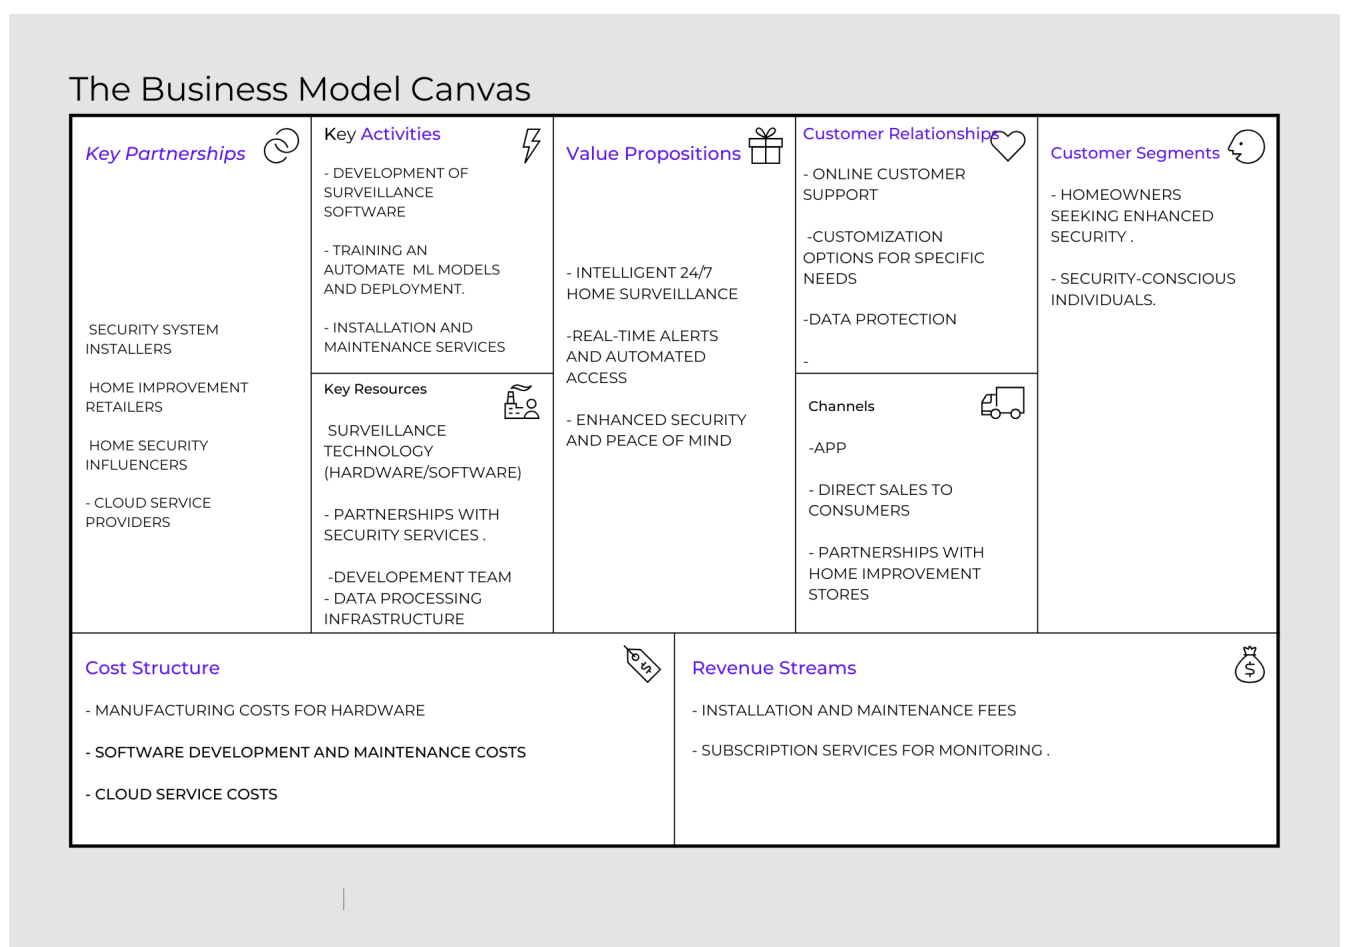 The Business Model Canvas
Key Partnerships
SECURITY SYSTEM
INSTALLERS
HOME IMPROVEMENT
RETAILERS
HOME SECURITY
INFLUENCERS
- CLOUD SERVICE
PROVIDERS
Key Activities
- DEVELOPMENT OF
SURVEILLANCE
SOFTWARE
- TRAINING AN
AUTOMATE  ML MODELS
AND DEPLOYMENT.
- INSTALLATION AND
MAINTENANCE SERVICES
Key Resources
SURVEILLANCE
TECHNOLOGY
(HARDWARE/SOFTWARE)
- PARTNERSHIPS WITH
SECURITY SERVICES .
-DEVELOPEMENT TEAM
- DATA PROCESSING
INFRASTRUCTURE
Value Propositions
- INTELLIGENT 24/7
HOME SURVEILLANCE
-REAL-TIME ALERTS
AND AUTOMATED
ACCESS
- ENHANCED SECURITY
AND PEACE OF MIND
Customer Relationships
- ONLINE CUSTOMER
SUPPORT
-CUSTOMIZATION
OPTIONS FOR SPECIFIC
NEEDS
-DATA PROTECTION
-
Channels
-APP
- DIRECT SALES TO
CONSUMERS
- PARTNERSHIPS WITH
HOME IMPROVEMENT
STORES
Customer Segments
- HOMEOWNERS
SEEKING ENHANCED
SECURITY .
- SECURITY-CONSCIOUS
INDIVIDUALS.
Cost Structure
- MANUFACTURING COSTS FOR HARDWARE
- SOFTWARE DEVELOPMENT AND MAINTENANCE COSTS
- CLOUD SERVICE COSTS
Revenue Streams
- INSTALLATION AND MAINTENANCE FEES
- SUBSCRIPTION SERVICES FOR MONITORING .